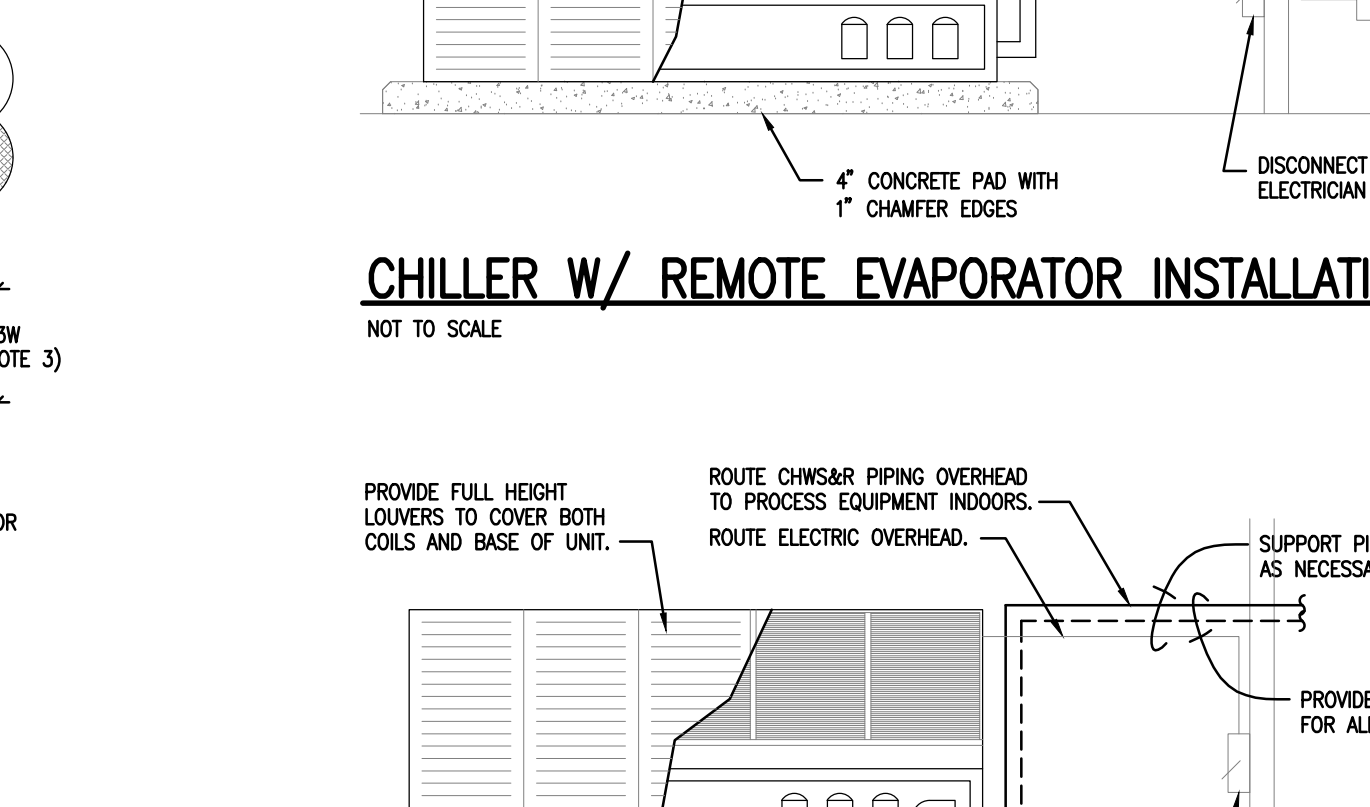 4" CONCRETE PAD WITH
1" CHAMFER EDGES
DISCONNECT
ELECTRICIAN
CHILLER W/ REMOTE EVAPORATOR INSTALLATI
NOT TO SCALE
3W
OTE 3)
OR
PROVIDE FULL HEIGHT
LOUVERS TO COVER BOTH
COILS AND BASE OF UNIT.
ROUTE CHWS&R PIPING OVERHEAD
TO PROCESS EQUIPMENT INDOORS.
ROUTE ELECTRIC OVERHEAD.
SUPPORT PI
AS NECESSA
PROVIDE
FOR ALL